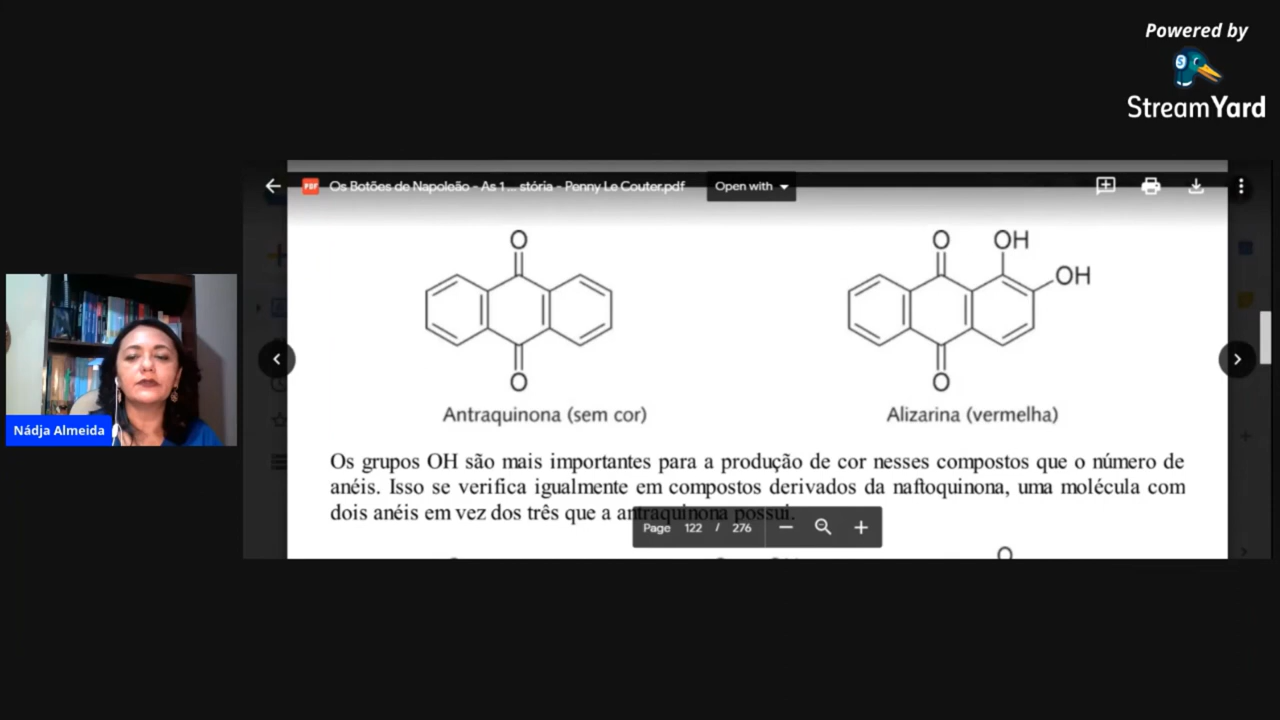 Powered by
StreamYard
Os Botões de Napoleão - As 1... stória - Penny Le Couter.pdf
Open with
O
O
Antraquinona (sem cor)
O
OH
OH
O
Alizarina (vermelha)
Nádja Almeida
Os grupos OH são mais importantes para a produção de cor nesses compostos que o número de
anéis. Isso se verifica igualmente em compostos derivados da naftoquinona, uma molécula com
dois anéis em vez dos três que a antraquinona possui.
Page 122 / 276
O